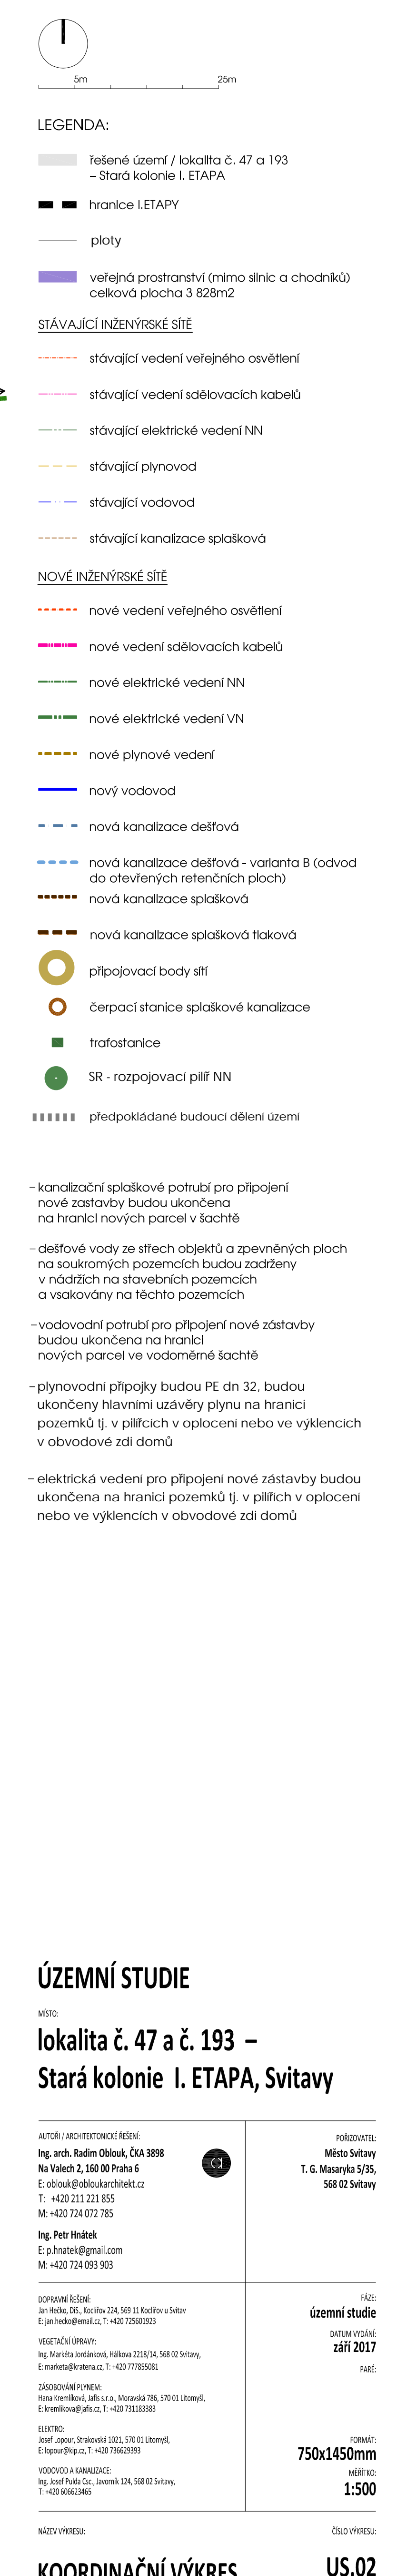 5m 25m
LEGENDA:
řešené území / lokalita č. 47 a 193
– Stará kolonie I. ETAPA
hranice I.ETAPY
ploty
veřejná prostranství (mimo silnic a chodníků)
celková plocha 3 828m2
STÁVAJÍCÍ INŽENÝRSKÉ SÍTĚ
stávající vedení veřejného osvětlení
stávající vedení sdělovacích kabelů
stávající elektrické vedení NN
stávající plynovod
stávající vodovod
stávající kanalizace splašková
NOVÉ INŽENÝRSKÉ SÍTĚ
nové vedení veřejného osvětlení
nové vedení sdělovacích kabelů
nové elektrické vedení NN
nové elektrické vedení VN
nové plynové vedení
nový vodovod
nová kanalizace dešťová
nová kanalizace dešťová - varianta B (odvod
do otevřených retenčních ploch)
nová kanalizace splašková
nová kanalizace splašková tlaková
připojovací body sítí
čerpací stanice splaškové kanalizace
trafostanice
SR - rozpojovací pilíř NN
předpokládané budoucí dělení území
– kanalizační splaškové potrubí pro připojení
nové zastavby budou ukončena
na hranici nových parcel v šachtě
– dešťové vody ze střech objektů a zpevněných ploch
na soukromých pozemcích budou zadrženy
v nádržích na stavebních pozemcích
a vsakovány na těchto pozemcích
– vodovodní potrubí pro připojení nové zástavby
budou ukončena na hranici
nových parcel ve vodoměrné šachtě
– plynovodní přípojky budou PE dn 32, budou
ukončeny hlavními uzávěry plynu na hranici
pozemků tj. v pilířích v oplocení nebo ve výklencích
v obvodové zdi domů
– elektrická vedení pro připojení nové zástavby budou
ukončena na hranici pozemků tj. v pilířích v oplocení
nebo ve výklencích v obvodové zdi domů
ÚZEMNÍ STUDIE
MÍSTO:
lokalita č. 47 a č. 193 –
Stará kolonie I. ETAPA, Svitavy
AUTOŘI / ARCHITEKTONICKÉ ŘEŠENÍ:
Ing. arch. Radim Oblouk, ČKA 3898
Na Valech 2, 160 00 Praha 6
E: oblouk@obloukarchitekt.cz
T: +420 211 221 855
M: +420 724 072 785
Ing. Petr Hnátek
E: p.hnatek@gmail.com
M: +420 724 093 903
a
POŘIZOVATEL:
Město Svitavy
T. G. Masaryka 5/35,
568 02 Svitavy
DOPRAVNÍ ŘEŠENÍ:
Jan Hečko, DiS., Koclířov 224, 569 11 Koclířov u Svitav
E: jan.hecko@email.cz, T: +420 725601923
VEGETAČNÍ ÚPRAVY:
Ing. Markéta Jordánková, Hálkova 2218/14, 568 02 Svitavy,
E: marketa@kratena.cz, T: +420 777855081
ZÁSOBOVÁNÍ PLYNEM:
Hana Kremlíková, Jafis s.r.o., Moravská 786, 570 01 Litomyšl,
E: kremlikova@jafis.cz, T: +420 731183383
ELEKTRO:
Josef Lopour, Strakovská 1021, 570 01 Litomyšl,
E: lopour@kip.cz, T: +420 736629393
VODOVOD A KANALIZACE:
Ing. Josef Pulda Csc., Javorník 124, 568 02 Svitavy,
T: +420 606623465
FÁZE:
územní studie
DATUM VYDÁNÍ:
září 2017
PARÉ:
FORMÁT:
750x1450mm
MĚŘÍTKO:
1:500
NÁZEV VÝKRESU:
KOORDINAČNÍ VÝKRES
ČÍSLO VÝKRESU:
US.02